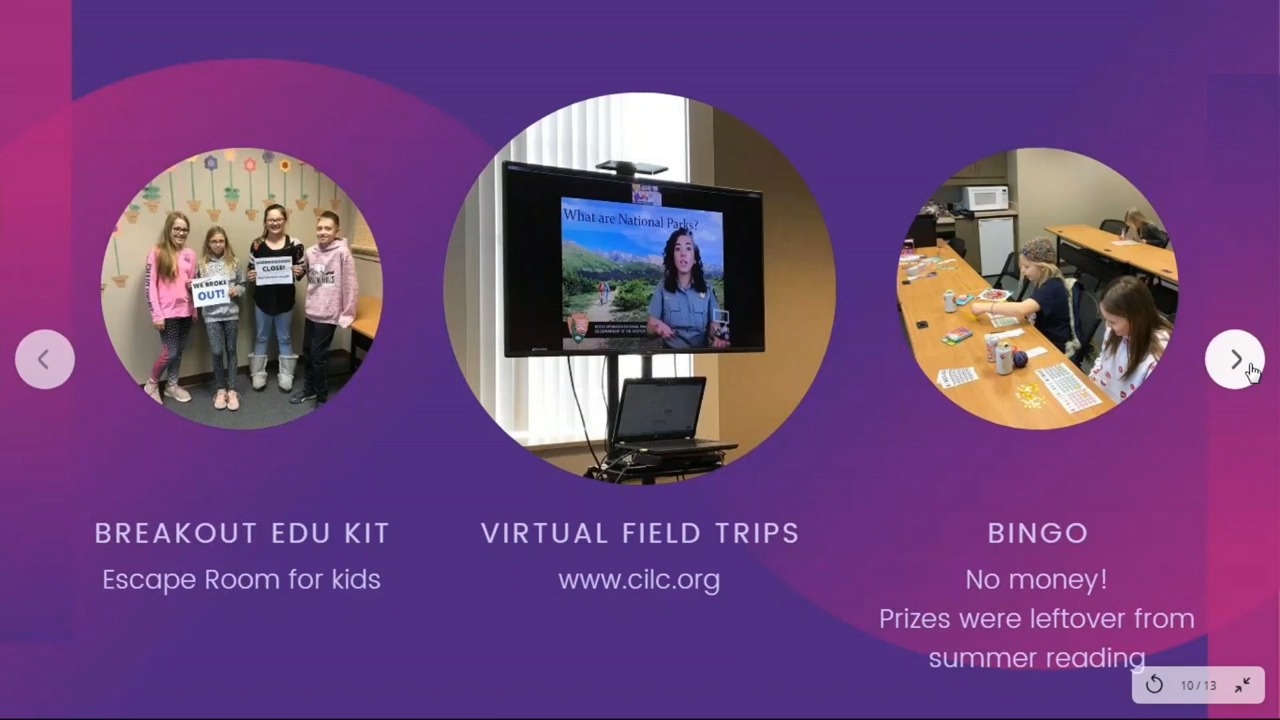 WE BROKE
OUT!
CLOSE!
What are National Parks?
BREAKOUT EDU KIT
Escape Room for kids
VIRTUAL FIELD TRIPS
www.cilc.org
BINGO
No money!
Prizes were leftover from
summer reading
10 / 13